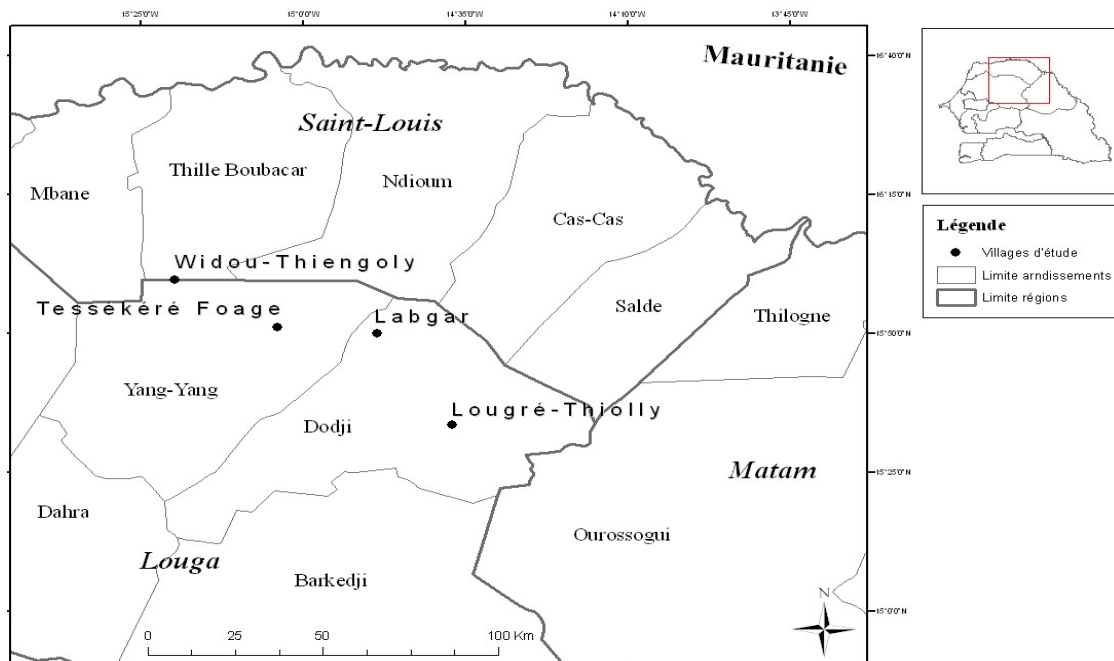 15°25'0"W 15°0'0"W 14°35'0"W 14°10'0"W 13°45'0"W
Mauritanie
16°40'0"N
Saint-Louis
Thille Boubacar
Ndioum
Mbane
16°15'0"N
Cas-Cas
Widou-Thiengoly
Tessékéré Foage
Labgar
Salde
Thilogne
15°50'0"N
Yang-Yang
Lougré-Thiolly
Dodji
Matam
15°25'0"N
Dahra
Ourossogui
Louga
Barkedji
15°0'0"N
N
0 25 50 100 Km
Légende
Villages d'étude
Limite arndissements
Limite régions